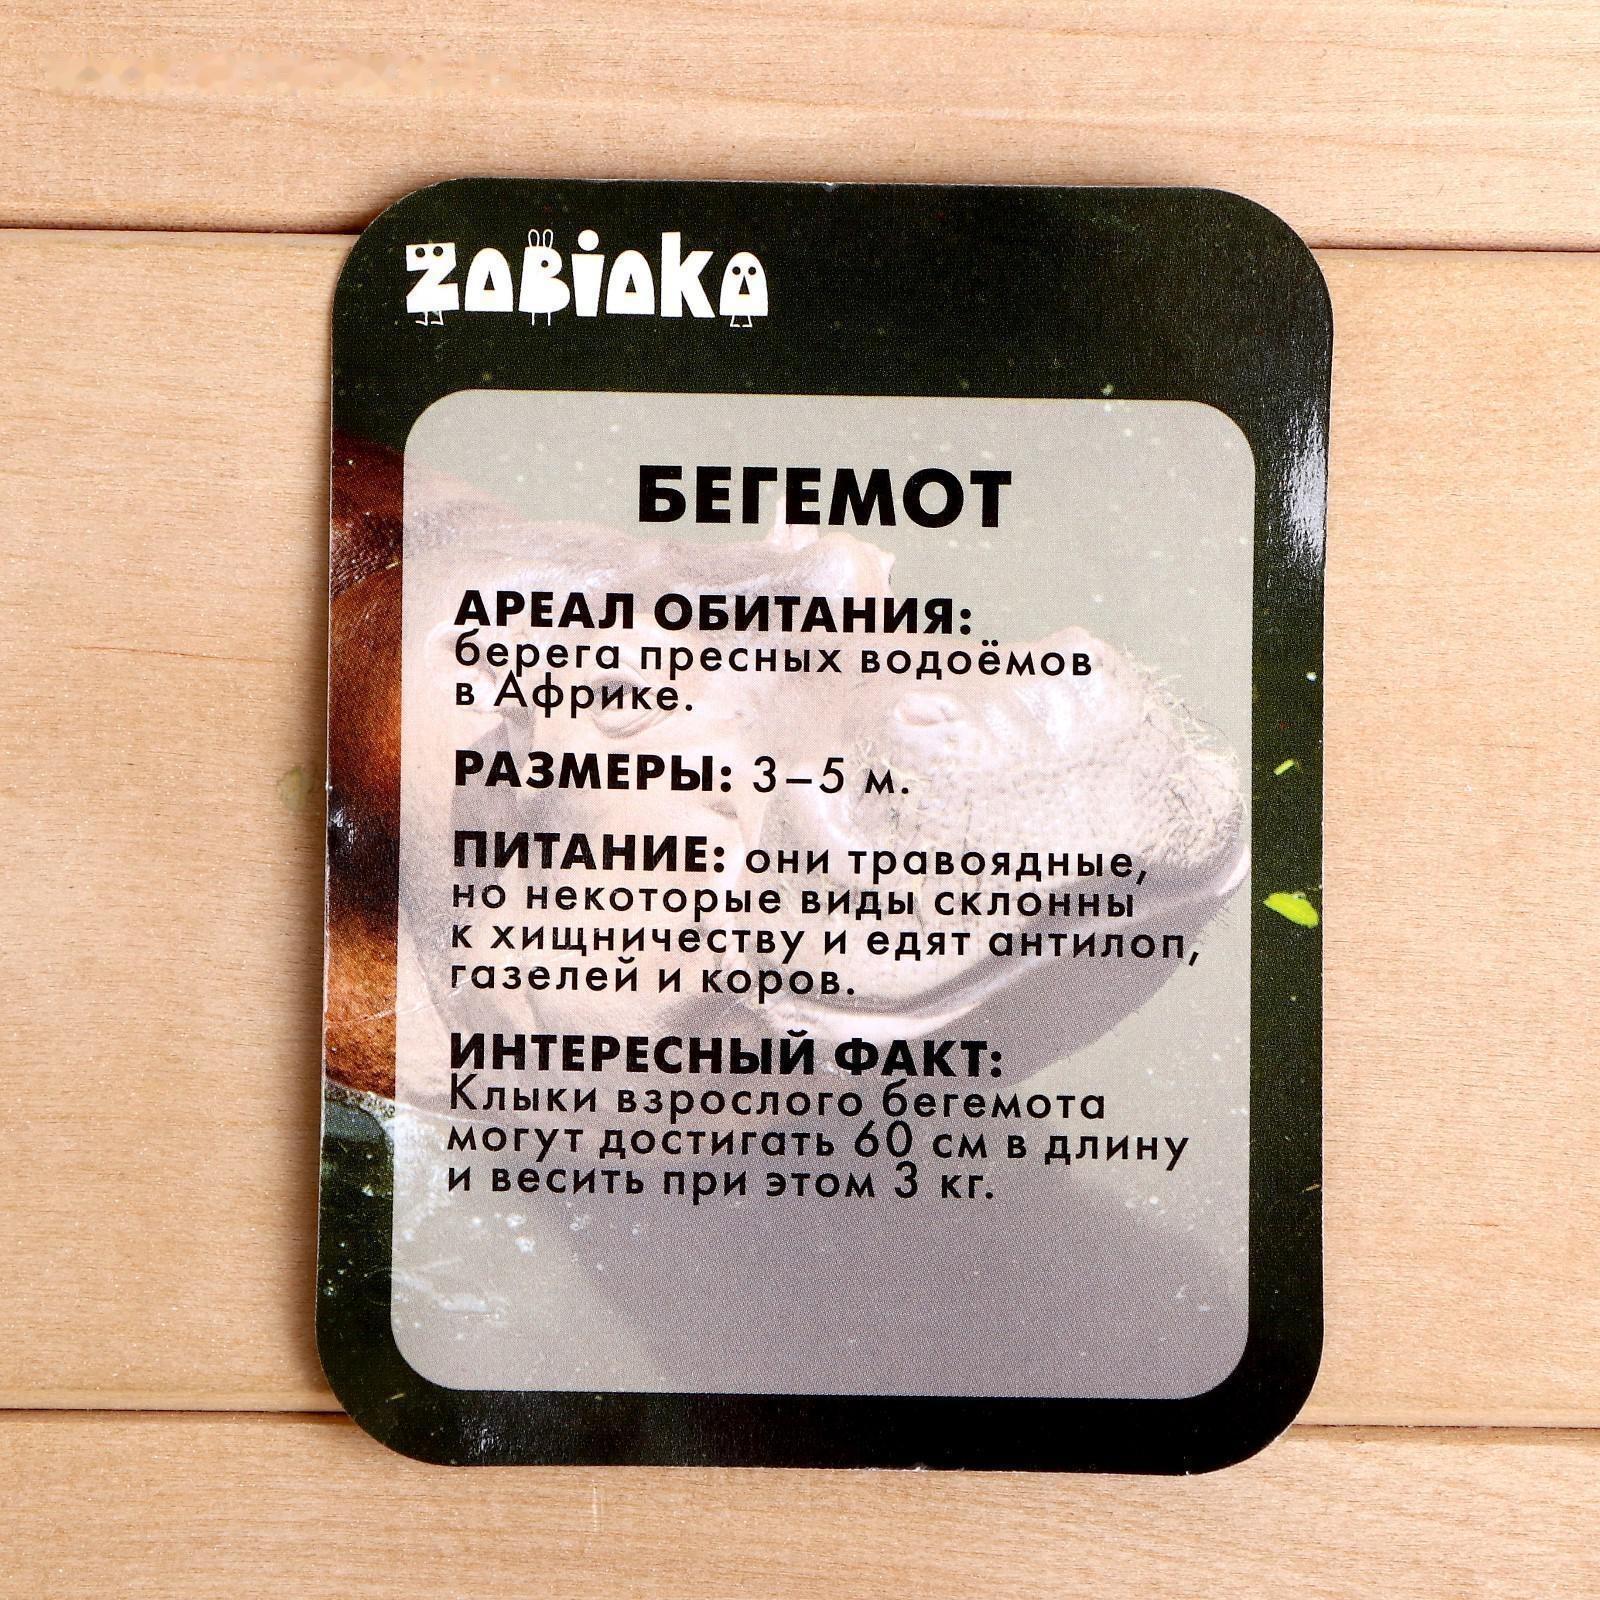 ZABIAKA
БЕГЕМОТ
АРЕАЛ ОБИТАНИЯ:
берега пресных водоёмов
в Африке.
РАЗМЕРЫ: 3–5 м.
ПИТАНИЕ: они травоядные,
но некоторые виды склонны
к хищничеству и едят антилоп,
газелей и коров.
ИНТЕРЕСНЫЙ ФАКТ:
Клыки взрослого бегемота
могут достигать 60 см в длину
и весить при этом 3 кг.